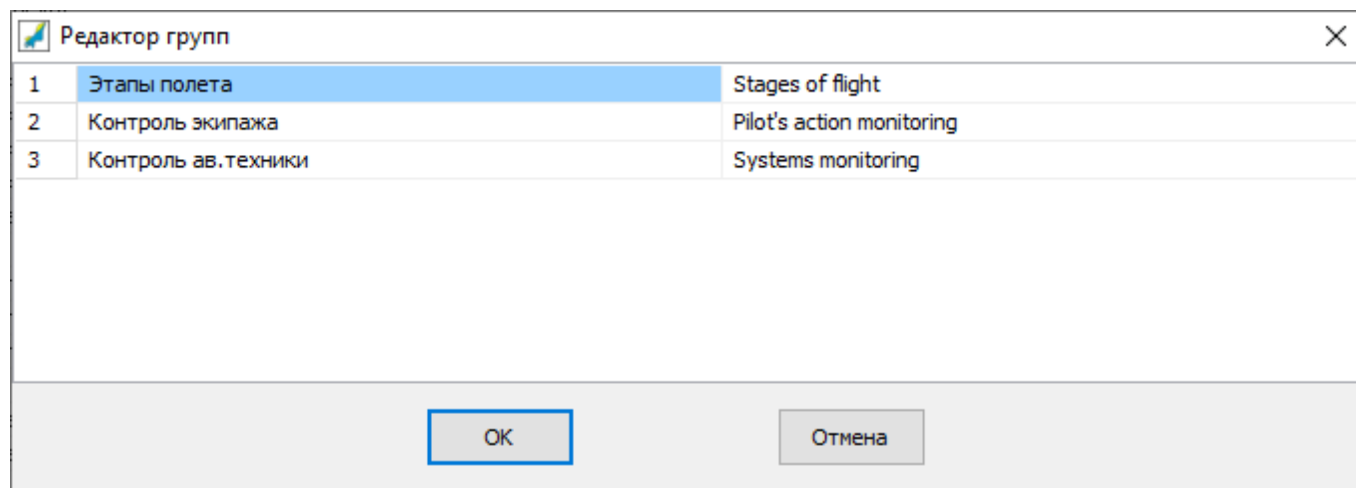 Редактор групп
1 Этапы полета Stages of flight
2 Контроль экипажа Pilot's action monitoring
3 Контроль ав.техники Systems monitoring
OK Отмена